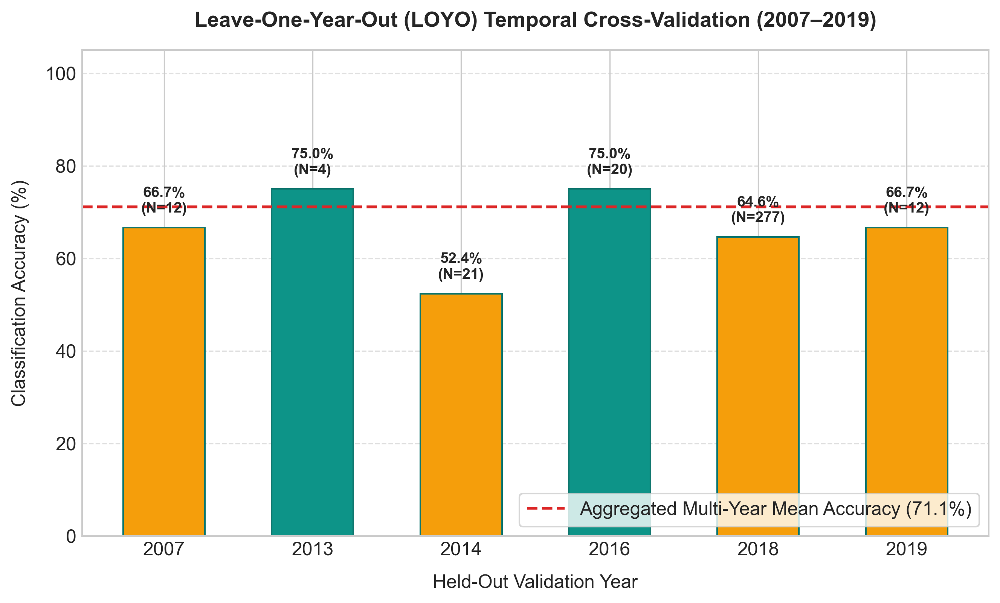 Leave-One-Year-Out (LOYO) Temporal Cross-Validation (2007–2019)
Classification Accuracy (%)
100
80
60
40
20
0
66.7%
(N=12)
75.0%
(N=4)
52.4%
(N=21)
75.0%
(N=20)
64.6%
(N=277)
66.7%
(N=12)
Aggregated Multi-Year Mean Accuracy (71.1%)
2007 2013 2014 2016 2018 2019
Held-Out Validation Year